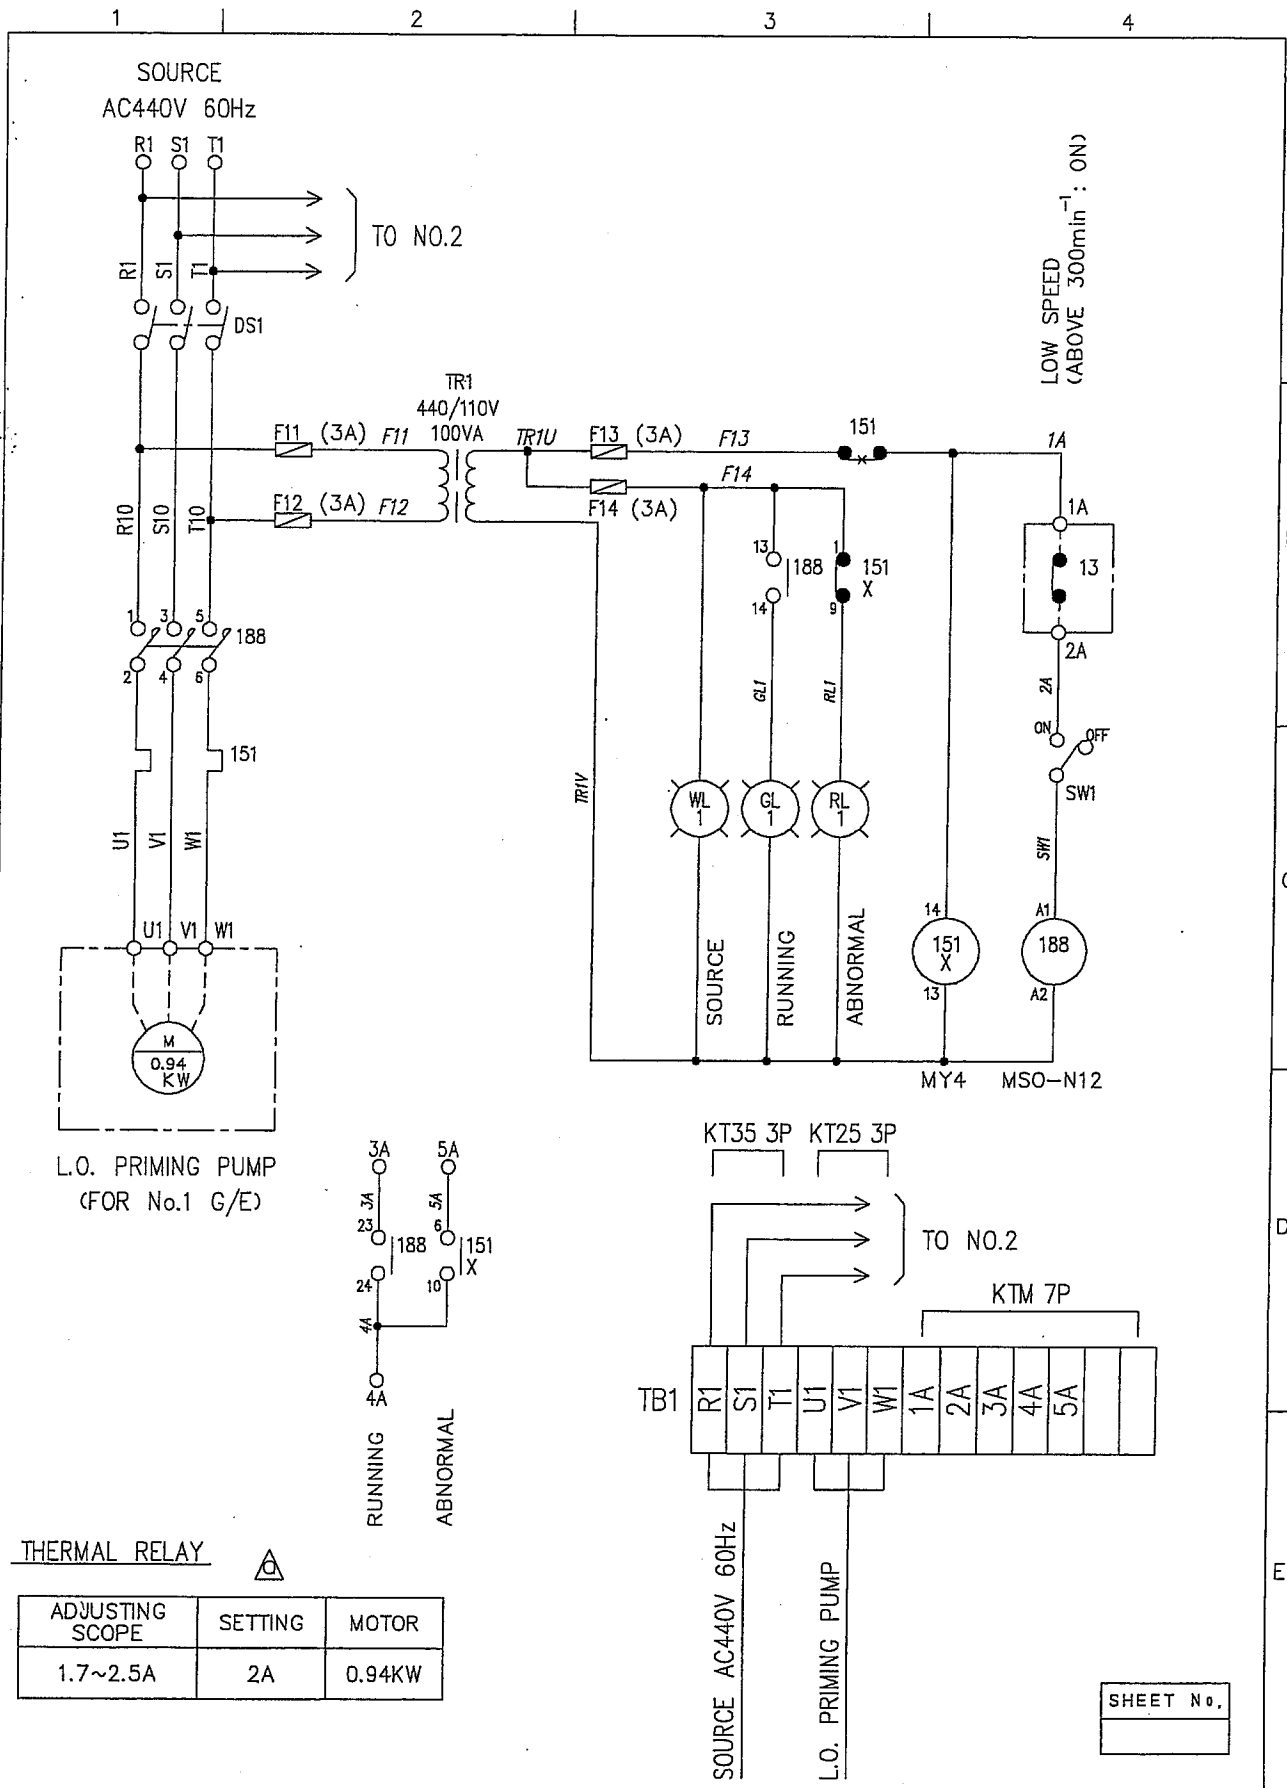 1 2 3 4
SOURCE
AC440V 60Hz
R1 S1 T1
TO NO.2
R1 S1 T1
DS1
LOW SPEED
(ABOVE 300min⁻¹: ON)
TR1
440/110V
100VA
F11 (3A) F11
TR1U
F13 (3A) F13
151
1A
F14
F12 (3A) F12
F14 (3A)
R10 S10 T10
1A
13
13 188
14
1 151
9 X
2A
1 3 5
188
2 4 6
GL1
RL1
2A
ON OFF
SW1
151
TR1V
WL
1
GL
1
RL
1
SW1
U1 V1 W1
SOURCE
RUNNING
ABNORMAL
14
151
X
13
A1
188
A2
C
U1 V1 W1
M
0.94
KW
MY4 MSO-N12
L.O. PRIMING PUMP
(FOR No.1 G/E)
3A 5A
3A 5A
23 188
24
6 151
10 X
4A
4A
RUNNING
ABNORMAL
KT35 3P KT25 3P
TO NO.2
D
KTM 7P
TB1 R1 S1 T1 U1 V1 W1 1A 2A 3A 4A 5A
SOURCE AC440V 60Hz
L.O. PRIMING PUMP
E
THERMAL RELAY
a
ADJUSTING
SCOPE
SETTING
MOTOR
1.7~2.5A 2A 0.94KW
SHEET No.